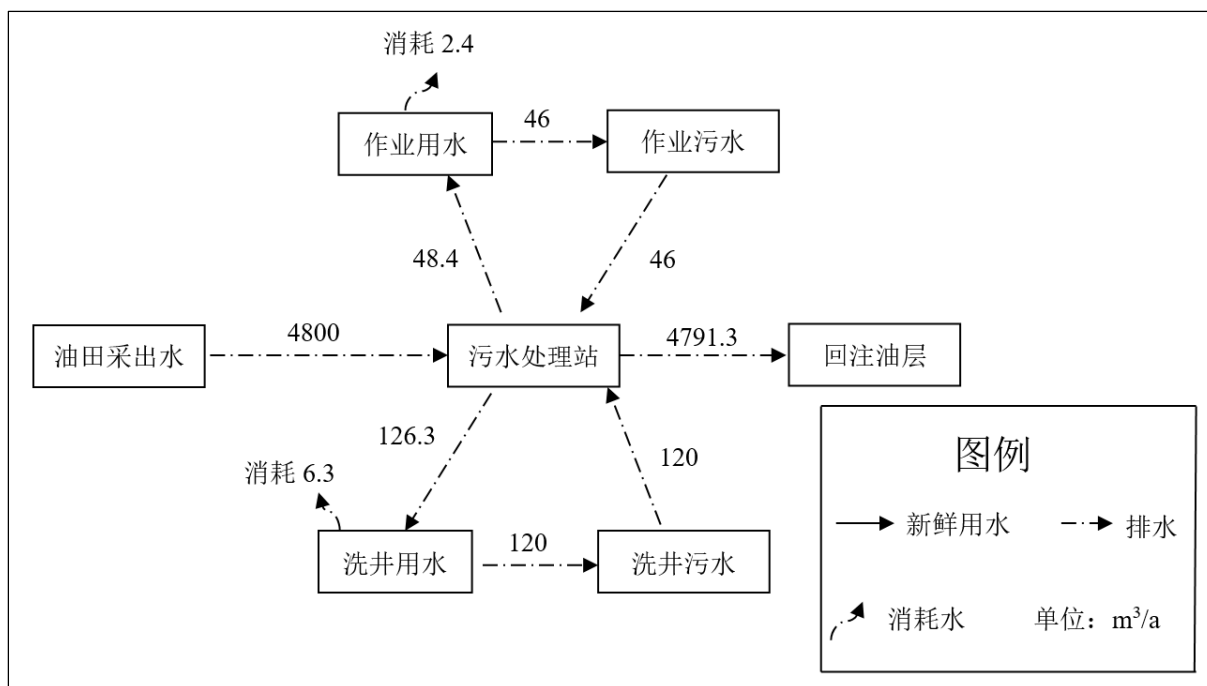 消耗 2.4
46
作业用水
作业污水
48.4
46
4800
4791.3
油田采出水
污水处理站
回注油层
126.3
120
消耗 6.3
120
洗井用水
洗井污水
图例
新鲜用水
排水
消耗水
单位：m³/a